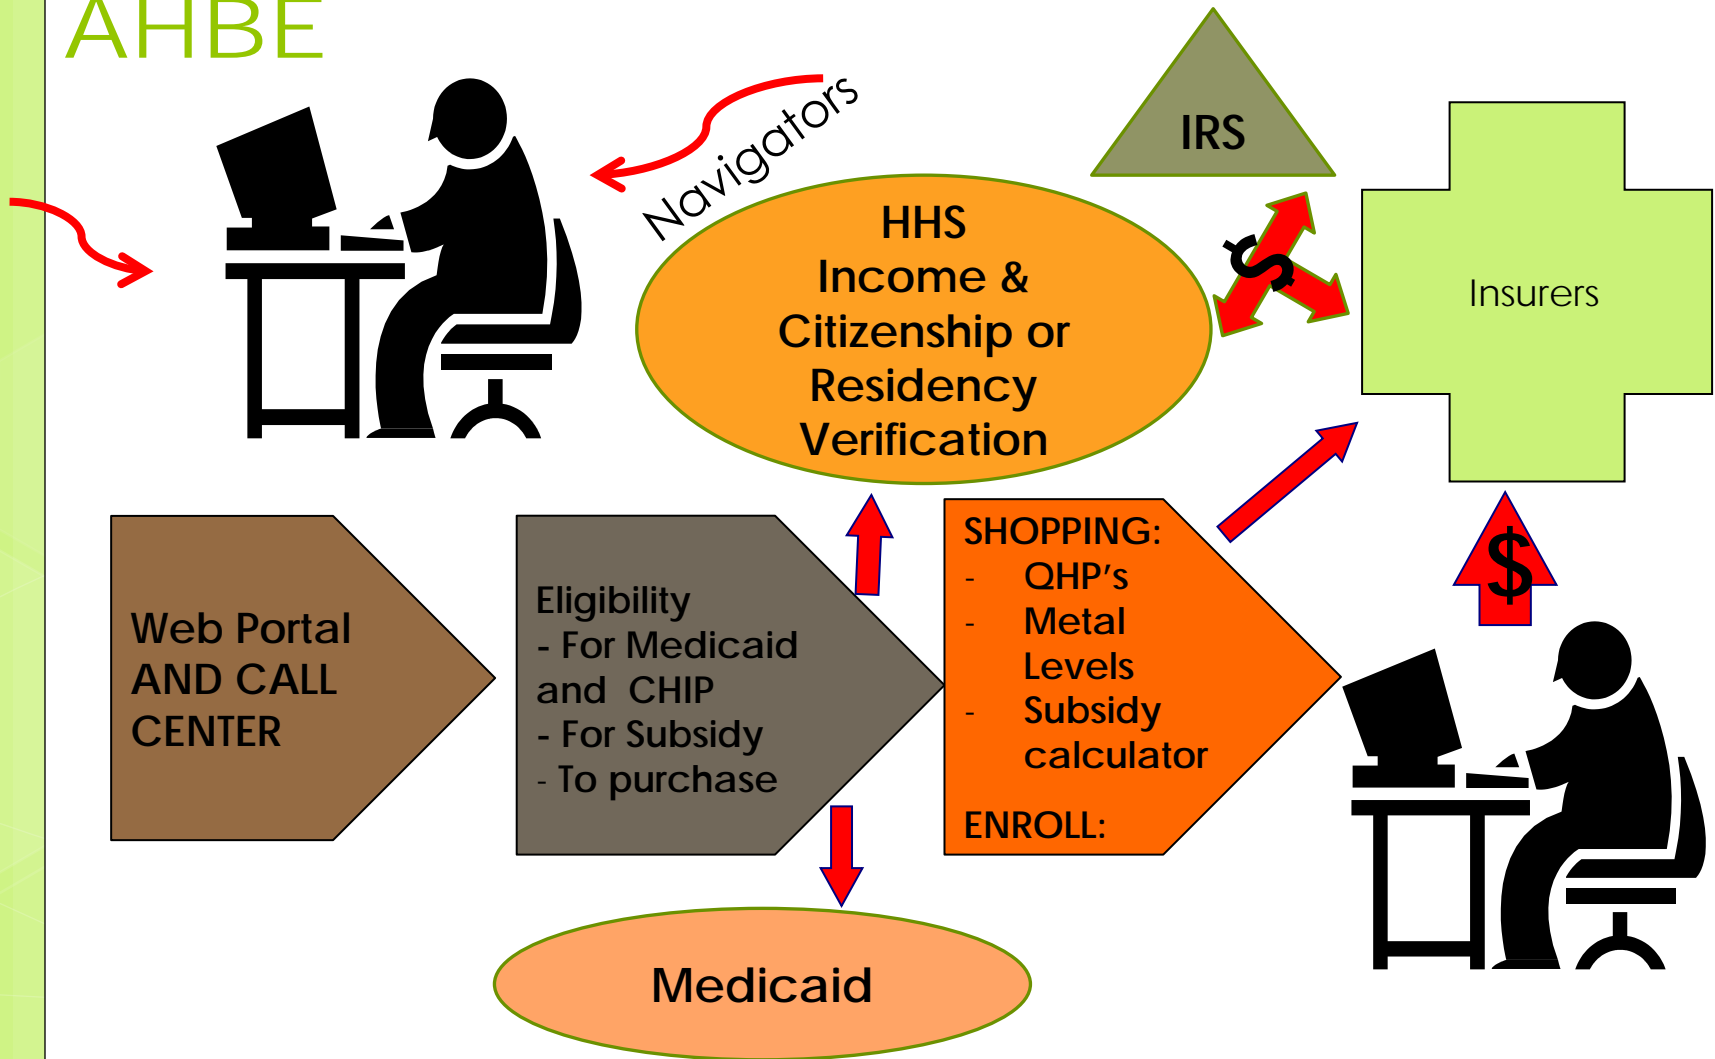 AHBE
Navigators
IRS
HHS
Income &
Citizenship or
Residency
Verification
$
Insurers
Web Portal
AND CALL
CENTER
Eligibility
- For Medicaid
and CHIP
- For Subsidy
- To purchase
SHOPPING:
- QHP's
- Metal
Levels
- Subsidy
calculator
ENROLL:
$
Medicaid